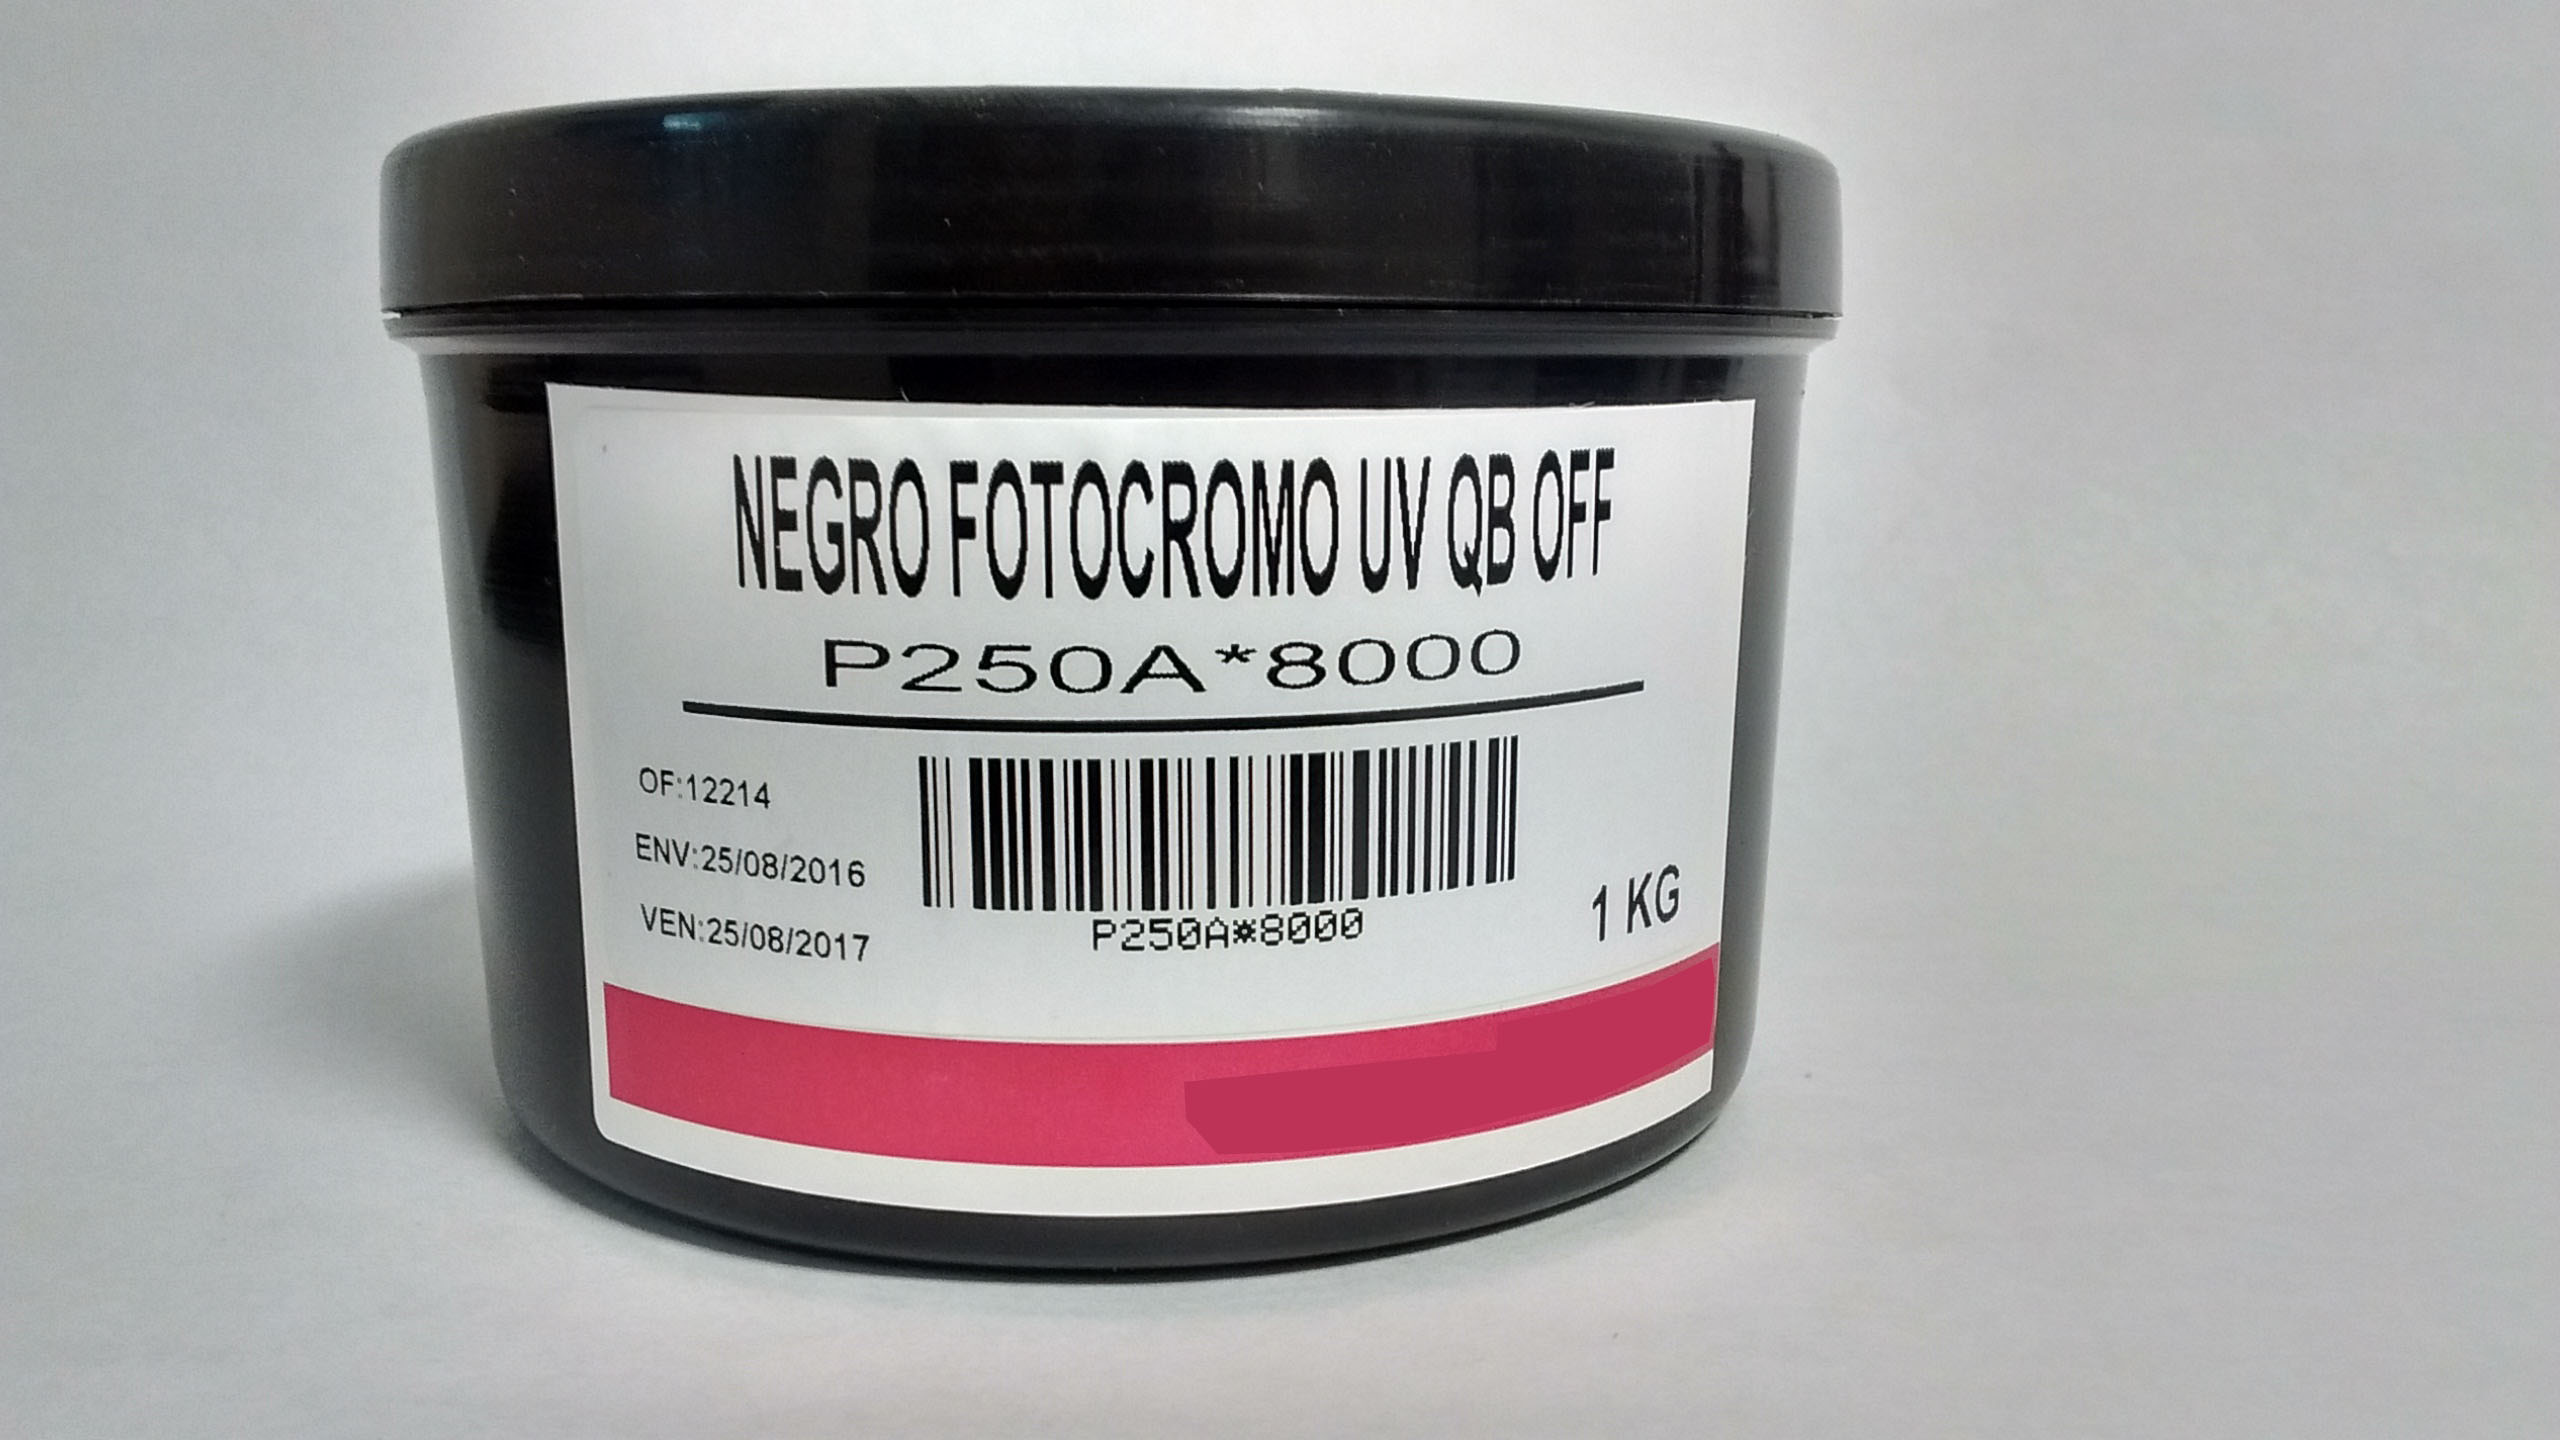 NEGRO FOTOCROMO UV QB OFF
P250A*8000
OF:12214
ENV:25/08/2016
VEN:25/08/2017
P250A*8000
1 KG